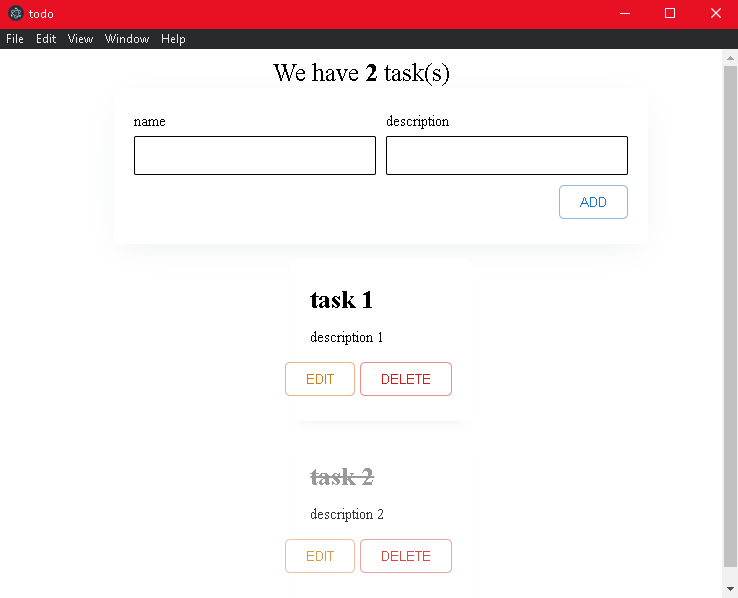 todo
File Edit View Window Help
We have 2 task(s)
name description
ADD
task 1
description 1
EDIT DELETE
task 2
description 2
EDIT DELETE